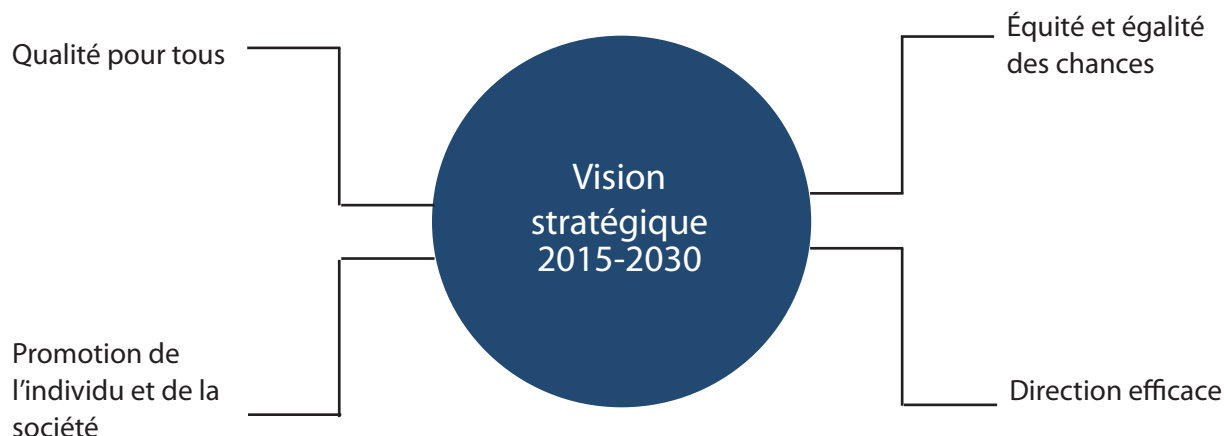 Qualité pour tous
Équité et égalité
des chances
Vision
stratégique
2015-2030
Promotion de
l’individu et de la
société
Direction efficace